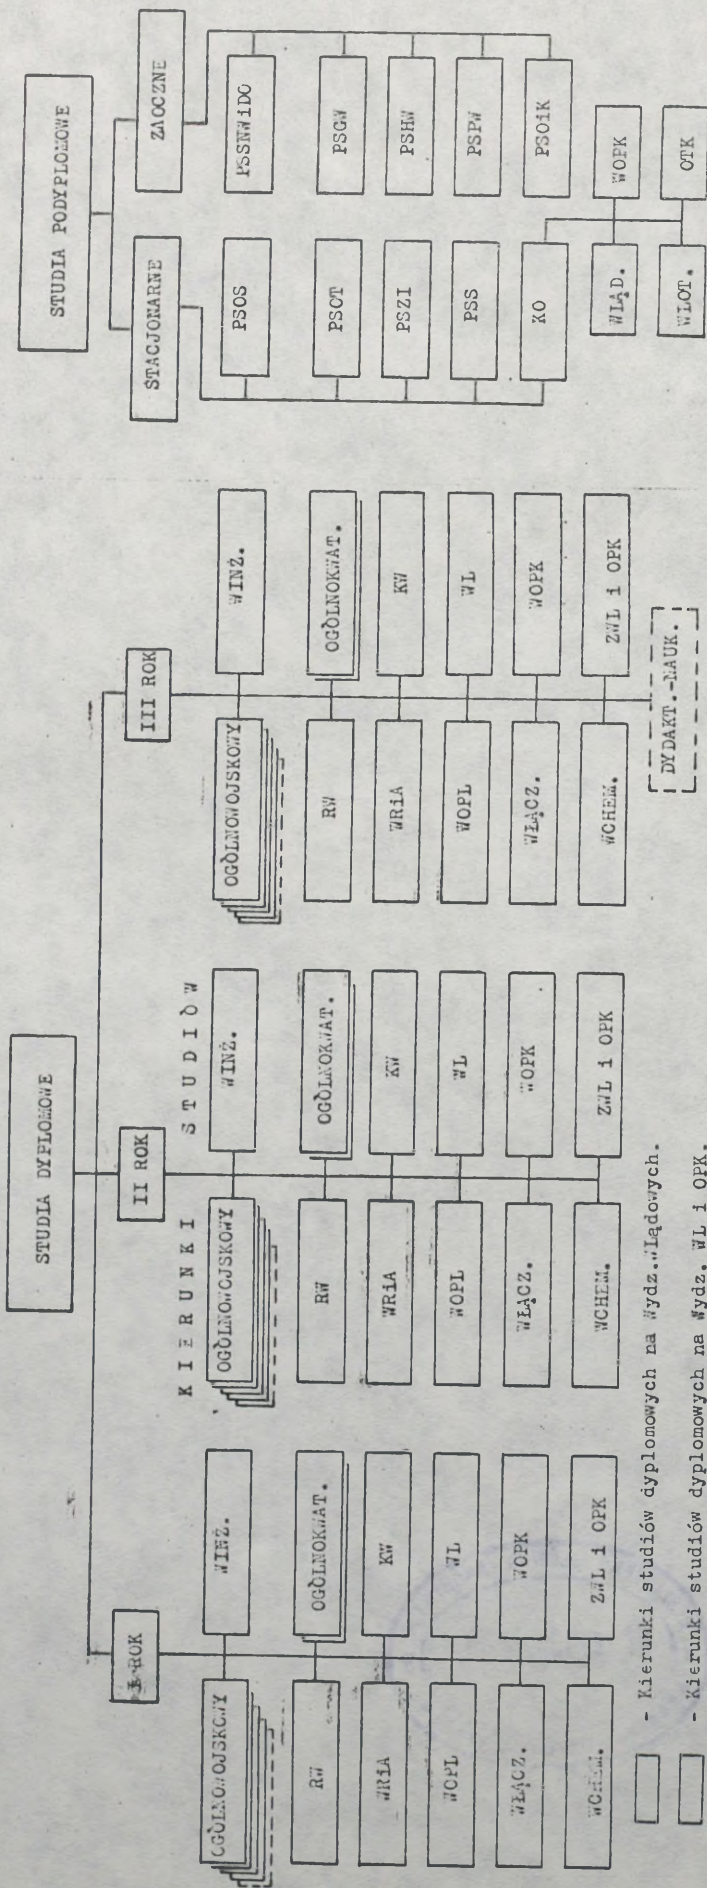 STUDIA DYPLOMOWE
I ROK
II ROK
III ROK
KIERUNKI STUDIÓW
OGÓLNOWOJSKOWY
WINŻ.
RW
OGÓLNOKWAT.
WRiA
KW
WOPL
WL
WŁĄCZ.
WOPK
WCHEM.
ZWL i OPK
OGÓLNOWOJSKOWY
WINŻ.
RW
OGÓLNOKWAT.
WRiA
KW
WOPL
WL
WŁĄCZ.
WOPK
WCHEM.
ZWL i OPK
OGÓLNOWOJSKOWY
WINŻ.
RW
OGÓLNOKWAT.
WRiA
KW
WOPL
WL
WŁĄCZ.
WOPK
WCHEM.
ZWL i OPK
DYDAKT.-NAUK.
STUDIA PODYPLOMOWE
STACJONARNE
ZAOCZNE
PSOS
PSSNWiDO
PSOT
PSGW
PSZI
PSHW
PSS
PSPW
KO
PSOiK
WLĄD.
WOPK
WLOT.
OTK
- Kierunki studiów dyplomowych na Wydz.W.Lądowych.
- Kierunki studiów dyplomowych na Wydz. WL i OPK.